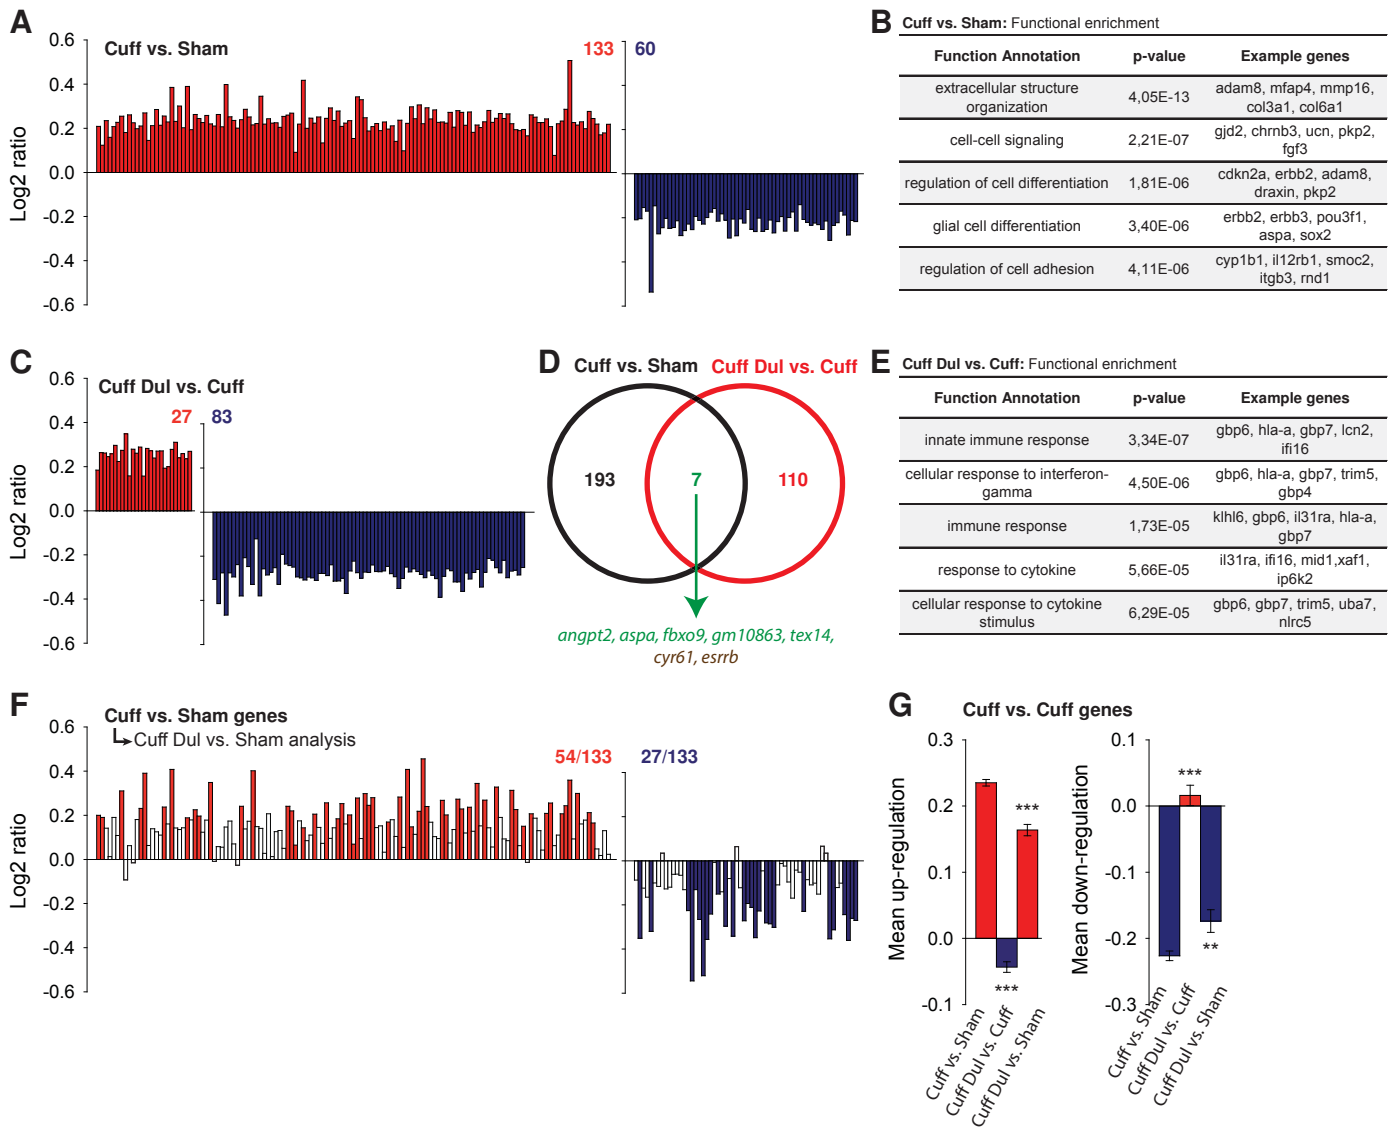 A
Cuff vs. Sham
133
60
0.6
0.4
0.2
0.0
-0.2
-0.4
-0.6
Log2 ratio
B
Cuff vs. Sham: Functional enrichment
Function Annotation p-value Example genes
extracellular structure organization 4,05E-13 adam8, mfap4, mmp16,
col3a1, col6a1
cell-cell signaling 2,21E-07 gjd2, chrnb3, ucn, pkp2,
fgf3
regulation of cell differentiation 1,81E-06 cdkn2a, erbb2, adam8,
draxin, pkp2
glial cell differentiation 3,40E-06 erbb2, erbb3, pou3f1,
aspa, sox2
regulation of cell adhesion 4,11E-06 cyp1b1, il12rb1, smoc2,
itgb3, rnd1
C
Cuff Dul vs. Cuff
27
83
0.6
0.4
0.2
0.0
-0.2
-0.4
-0.6
Log2 ratio
D
Cuff vs. Sham
Cuff Dul vs. Cuff
193
7
110
angpt2, aspa, fbxo9, gm10863, tex14,
cyr61, esrrb
E
Cuff Dul vs. Cuff: Functional enrichment
Function Annotation p-value Example genes
innate immune response 3,34E-07 gbp6, hla-a, gbp7, lcn2,
ifi16
cellular response to interferon-
gamma 4,50E-06 gbp6, hla-a, gbp7, trim5,
gbp4
immune response 1,73E-05 klhl6, gbp6, il31ra, hla-a,
gbp7
response to cytokine 5,66E-05 il31ra, ifi16, mid1,xaf1,
ip6k2
cellular response to cytokine
stimulus 6,29E-05 gbp6, gbp7, trim5, uba7,
nlrc5
F
Cuff vs. Sham genes
Cuff Dul vs. Sham analysis
54/133
27/133
0.6
0.4
0.2
0.0
-0.2
-0.4
-0.6
Log2 ratio
G
Cuff vs. Cuff genes
0.3
0.2
0.1
0.0
-0.1
Mean up-regulation
***
***
Cuff vs. Sham
Cuff Dul vs. Cuff
Cuff Dul vs. Sham
0.1
0.0
-0.1
-0.2
-0.3
Mean down-regulation
***
**
Cuff vs. Sham
Cuff Dul vs. Cuff
Cuff Dul vs. Sham